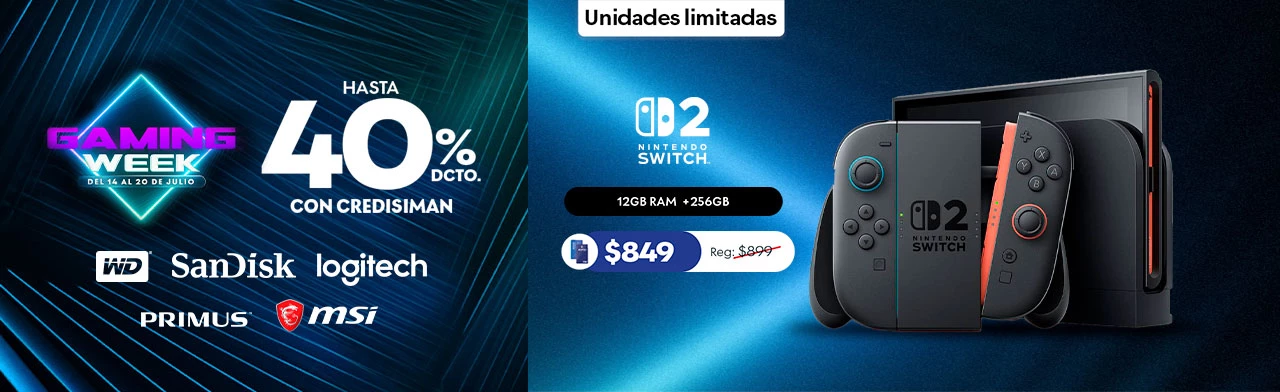 GAMING
WEEK
DEL 14 AL 20 DE JULIO
HASTA
40%
DCTO.
CON CREDISIMAN
WD
SanDisk
logitech
PRIMUS
msi
Unidades limitadas
2
NINTENDO
SWITCH
12GB RAM +256GB
$849 Reg: $899
2
NINTENDO
SWITCH
X
Y A
B